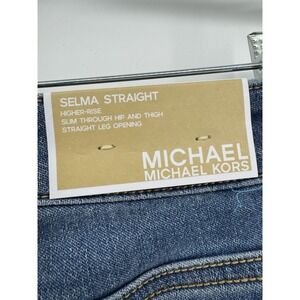 SELMA STRAIGHT
HIGHER-RISE
SLIM THROUGH HIP AND THIGH
STRAIGHT LEG OPENING
MICHAEL
MICHAEL KORS